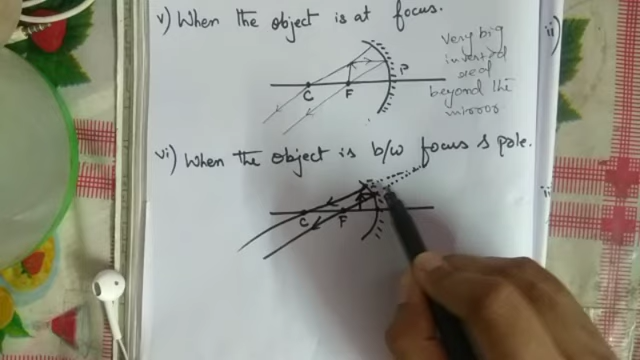 v) When the object is at focus.
very big
inverted
real
beyond the
mirror.
P
C F
vi) When the object is b/w focus & pole.
C F
ii)